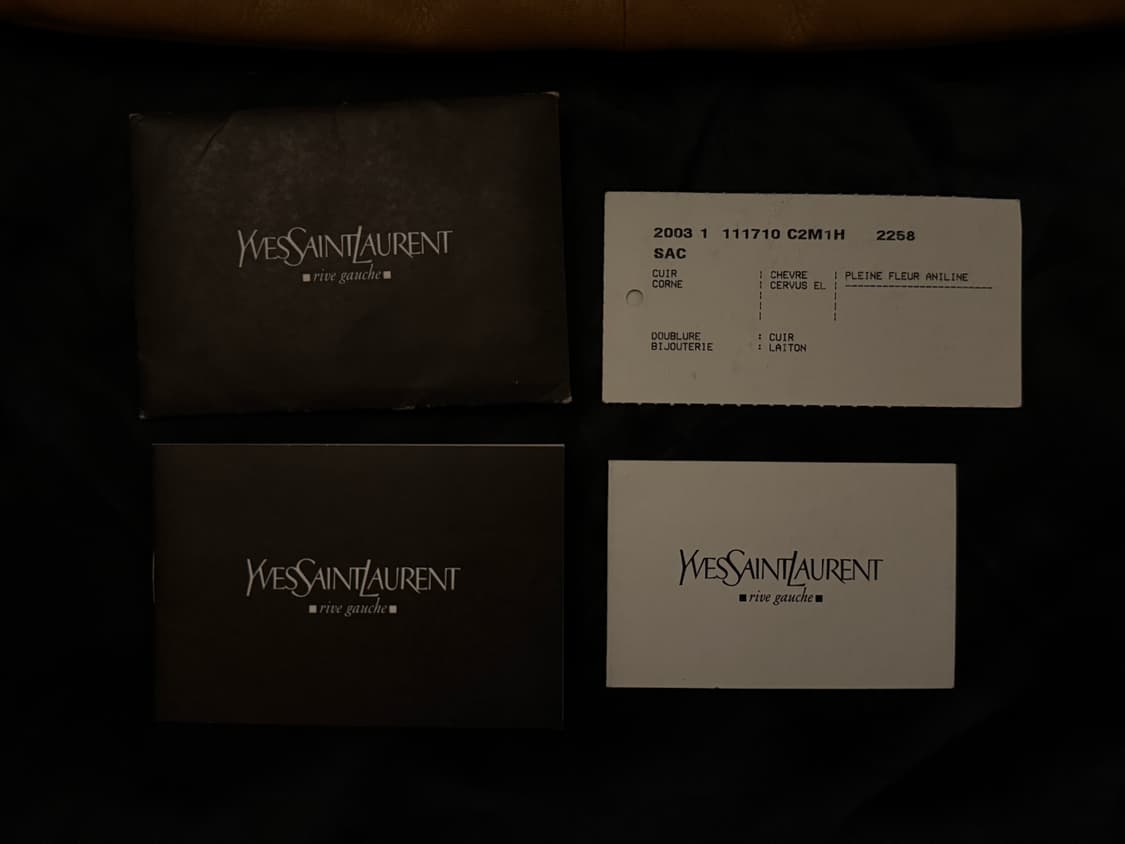 YVESSAINTLAURENT
rive gauche
2003 1 111710 C2M1H 2258
SAC
CUIR ¦ CHEVRE ¦ PLEINE FLEUR ANILINE
CORNE ¦ CERVUS EL ¦ --------------------------
DOUBLURE : CUIR
BIJOUTERIE : LAITON
YVESSAINTLAURENT
rive gauche
YVESSAINTLAURENT
rive gauche